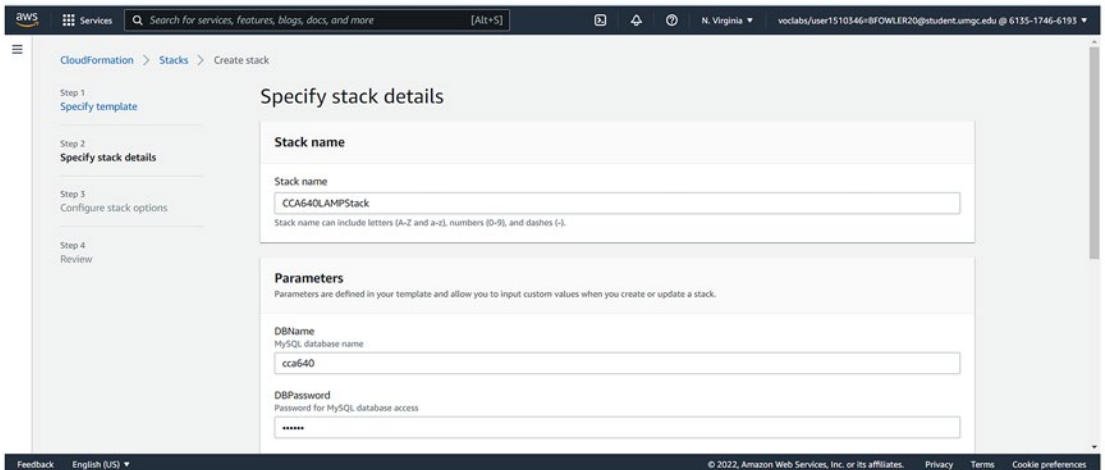 aws Services Search for services, features, blogs, docs, and more [Alt+S] N. Virginia ▼ voclabs/user1510346=BFOWLER20@student.umgc.edu @ 6135-1746-6193 ▼
CloudFormation > Stacks > Create stack
Step 1
Specify template
Step 2
Specify stack details
Step 3
Configure stack options
Step 4
Review
Specify stack details
Stack name
Stack name
CCA640LAMPStack
Stack name can include letters (A-Z and a-z), numbers (0-9), and dashes (-).
Parameters
Parameters are defined in your template and allow you to input custom values when you create or update a stack.
DBName
MySQL database name
cca640
DBPassword
Password for MySQL database access
••••••
Feedback English (US) ▼ © 2022, Amazon Web Services, Inc. or its affiliates. Privacy Terms Cookie preferences